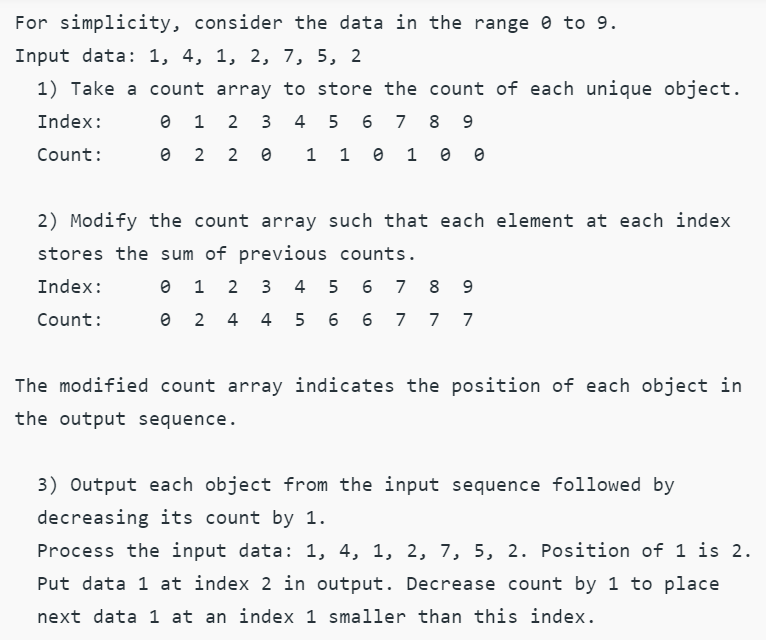 For simplicity, consider the data in the range 0 to 9.
Input data: 1, 4, 1, 2, 7, 5, 2
1) Take a count array to store the count of each unique object.
Index: 0 1 2 3 4 5 6 7 8 9
Count: 0 2 2 0 1 1 0 1 0 0
2) Modify the count array such that each element at each index
stores the sum of previous counts.
Index: 0 1 2 3 4 5 6 7 8 9
Count: 0 2 4 4 5 6 6 7 7 7
The modified count array indicates the position of each object in
the output sequence.
3) Output each object from the input sequence followed by
decreasing its count by 1.
Process the input data: 1, 4, 1, 2, 7, 5, 2. Position of 1 is 2.
Put data 1 at index 2 in output. Decrease count by 1 to place
next data 1 at an index 1 smaller than this index.